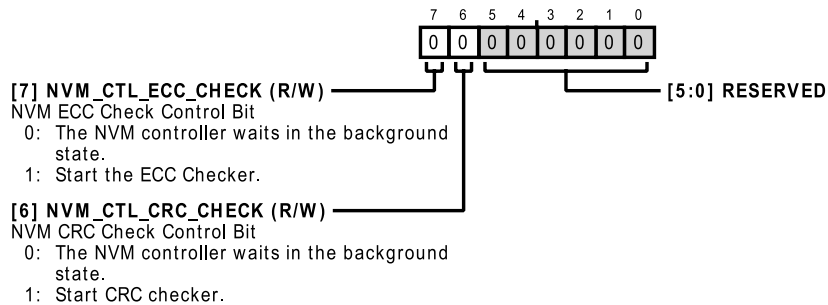 7 6 5 4 3 2 1 0
0 0 0 0 0 0 0 0
[7] NVM_CTL_ECC_CHECK (R/W)
[5:0] RESERVED
NVM ECC Check Control Bit
0: The NVM controller waits in the background
state.
1: Start the ECC Checker.
[6] NVM_CTL_CRC_CHECK (R/W)
NVM CRC Check Control Bit
0: The NVM controller waits in the background
state.
1: Start CRC checker.